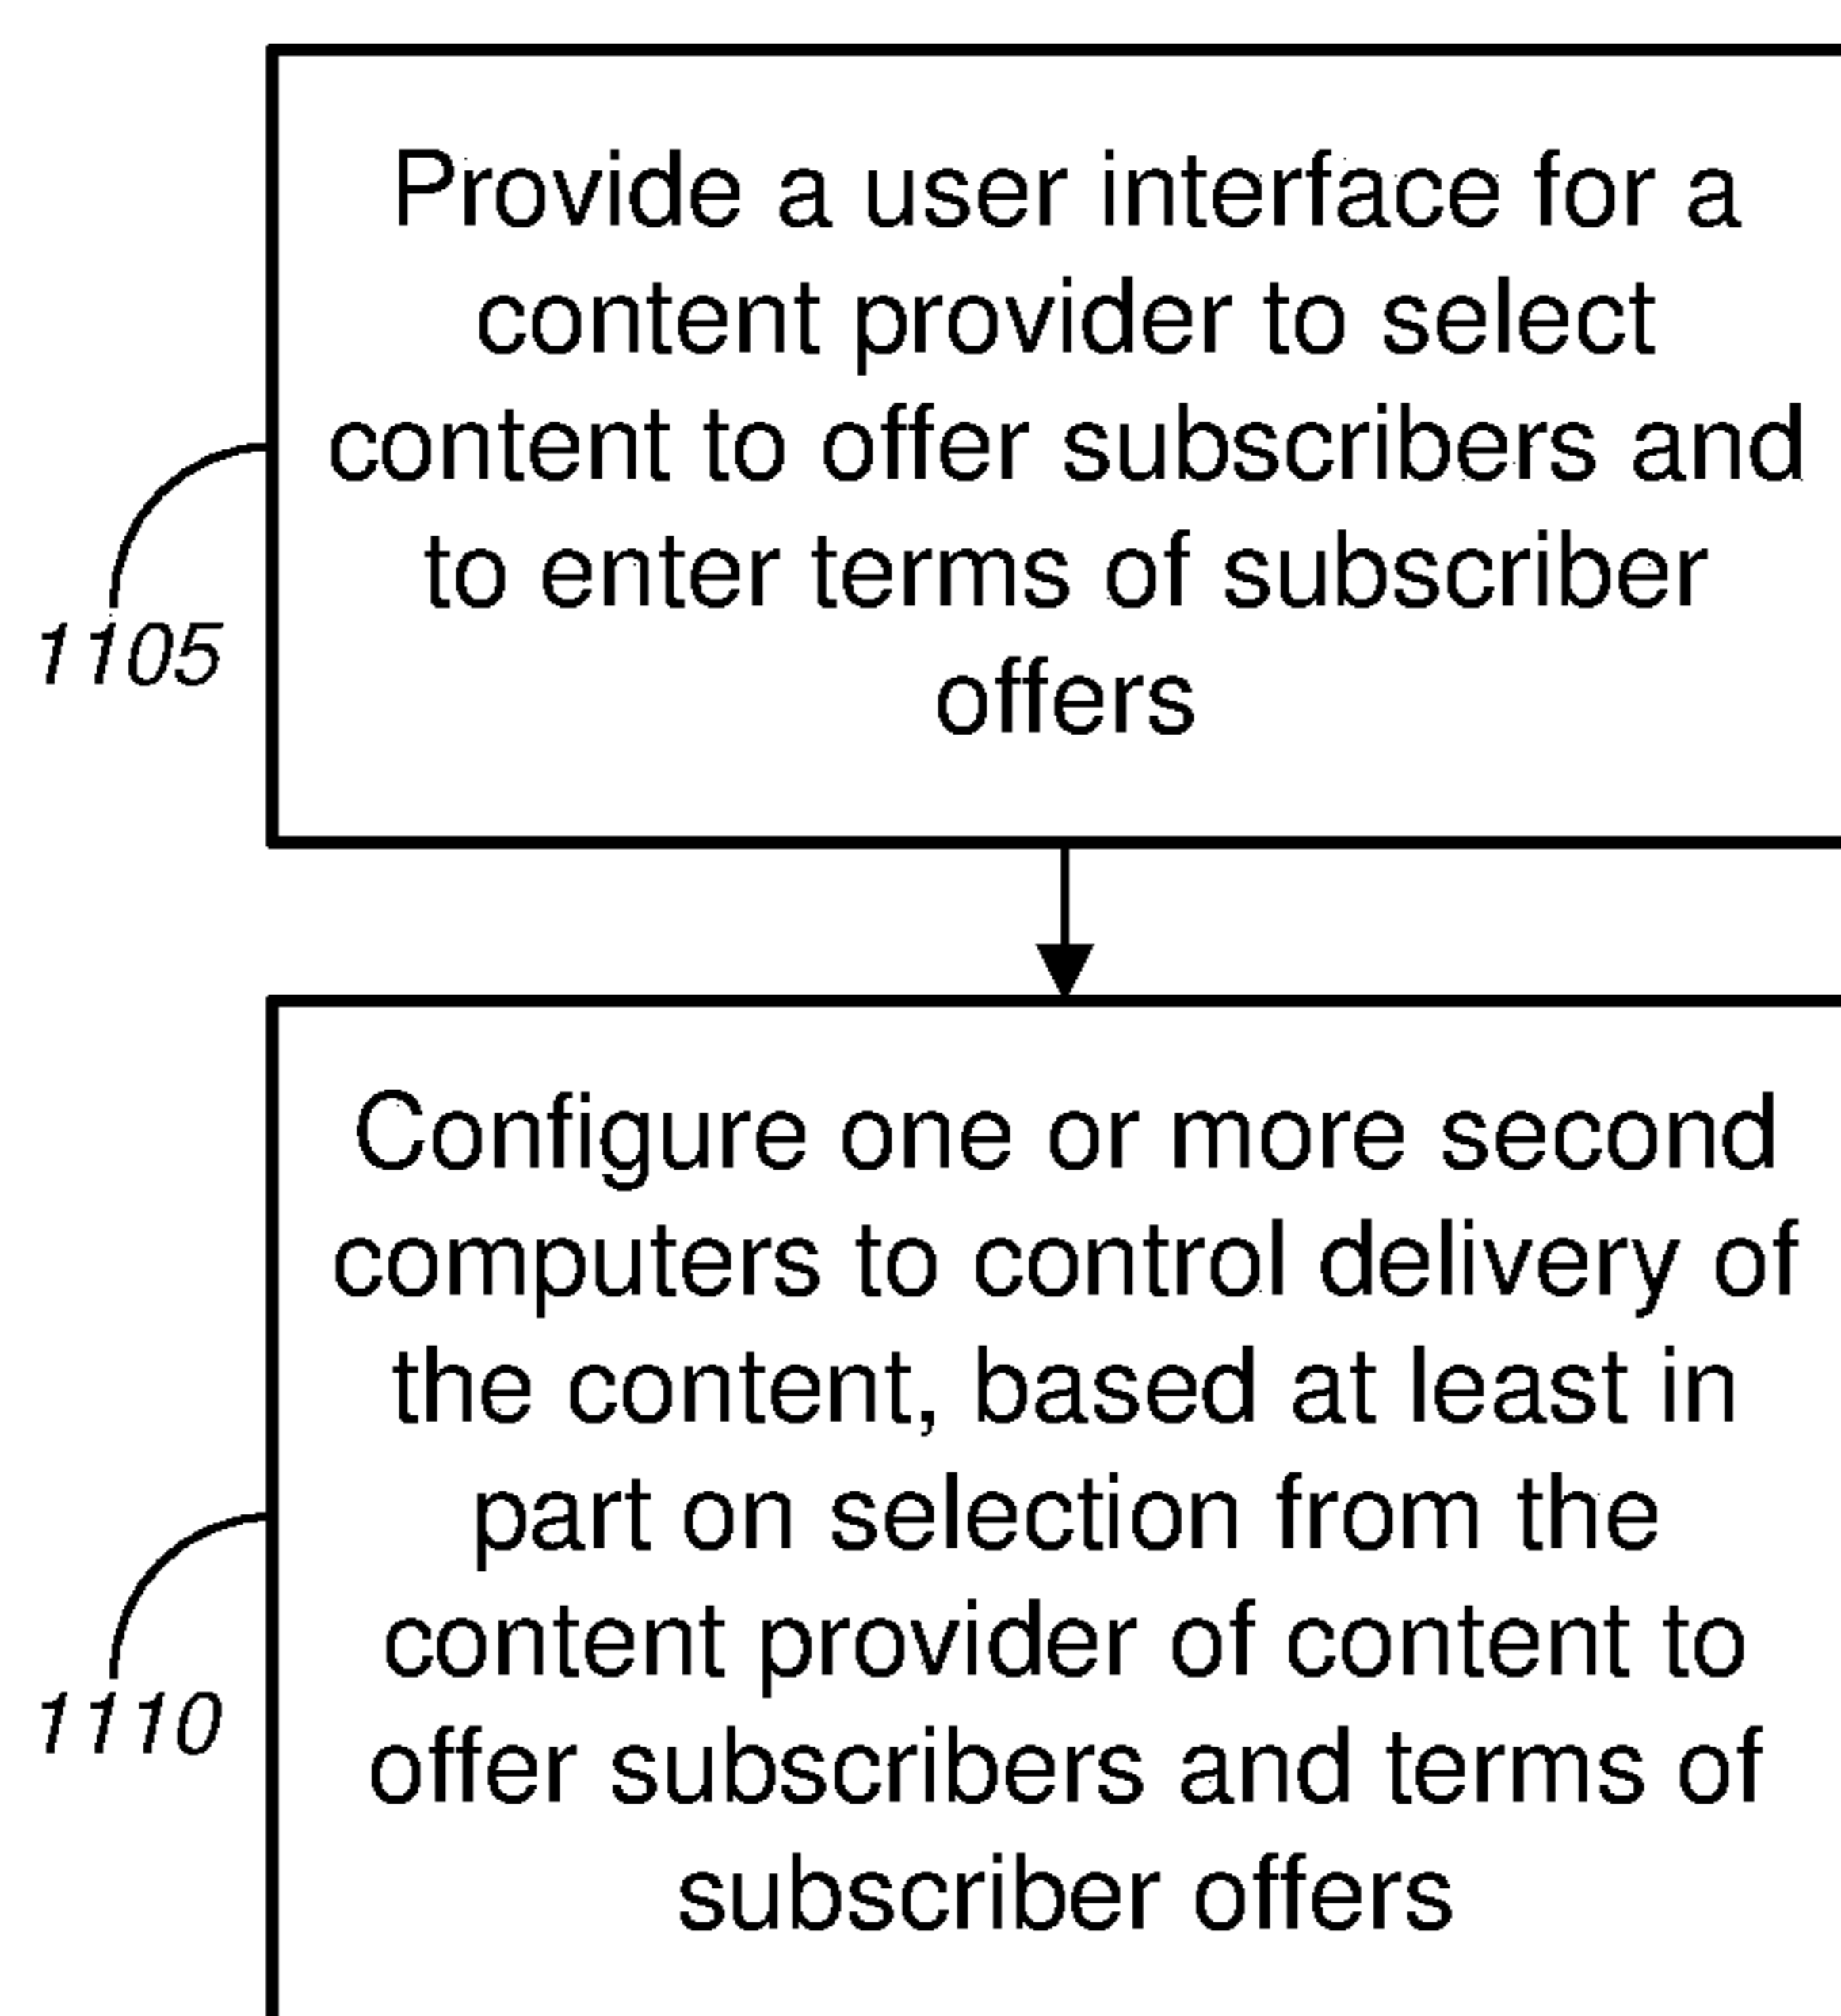 Provide a user interface for a
content provider to select
content to offer subscribers and
to enter terms of subscriber
offers
1105
Configure one or more second
computers to control delivery of
the content, based at least in
part on selection from the
content provider of content to
offer subscribers and terms of
subscriber offers
1110